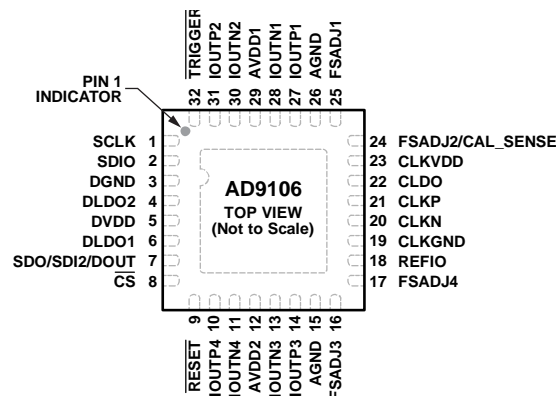 TRIGGER
IOUTP2
IOUTN2
AVDD1
IOUTN1
IOUTP1
AGND
FSADJ1
32 31 30 29 28 27 26 25
PIN 1
INDICATOR
SCLK 1
SDIO 2
DGND 3
DLDO2 4
DVDD 5
DLDO1 6
SDO/SDI2/DOUT 7
CS 8
AD9106
TOP VIEW
(Not to Scale)
24 FSADJ2/CAL_SENSE
23 CLKVDD
22 CLDO
21 CLKP
20 CLKN
19 CLKGND
18 REFIO
17 FSADJ4
9 10 11 12 13 14 15 16
RESET
IOUTP4
IOUTN4
AVDD2
IOUTN3
IOUTP3
AGND
FSADJ3